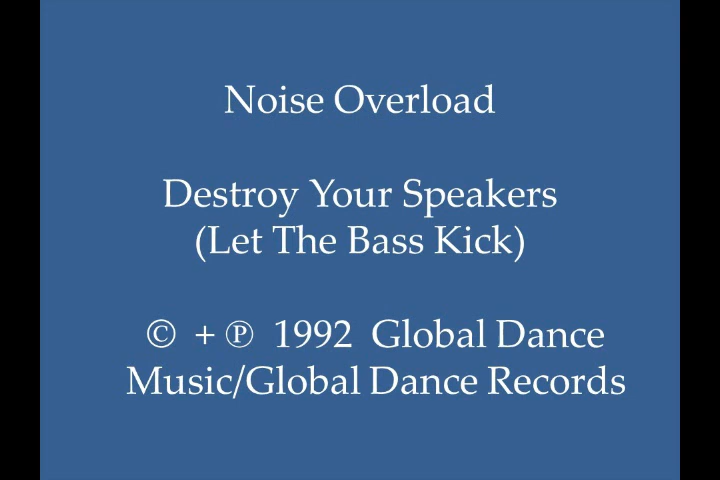 Noise Overload
Destroy Your Speakers
(Let The Bass Kick)
© + ℗ 1992 Global Dance
Music/Global Dance Records